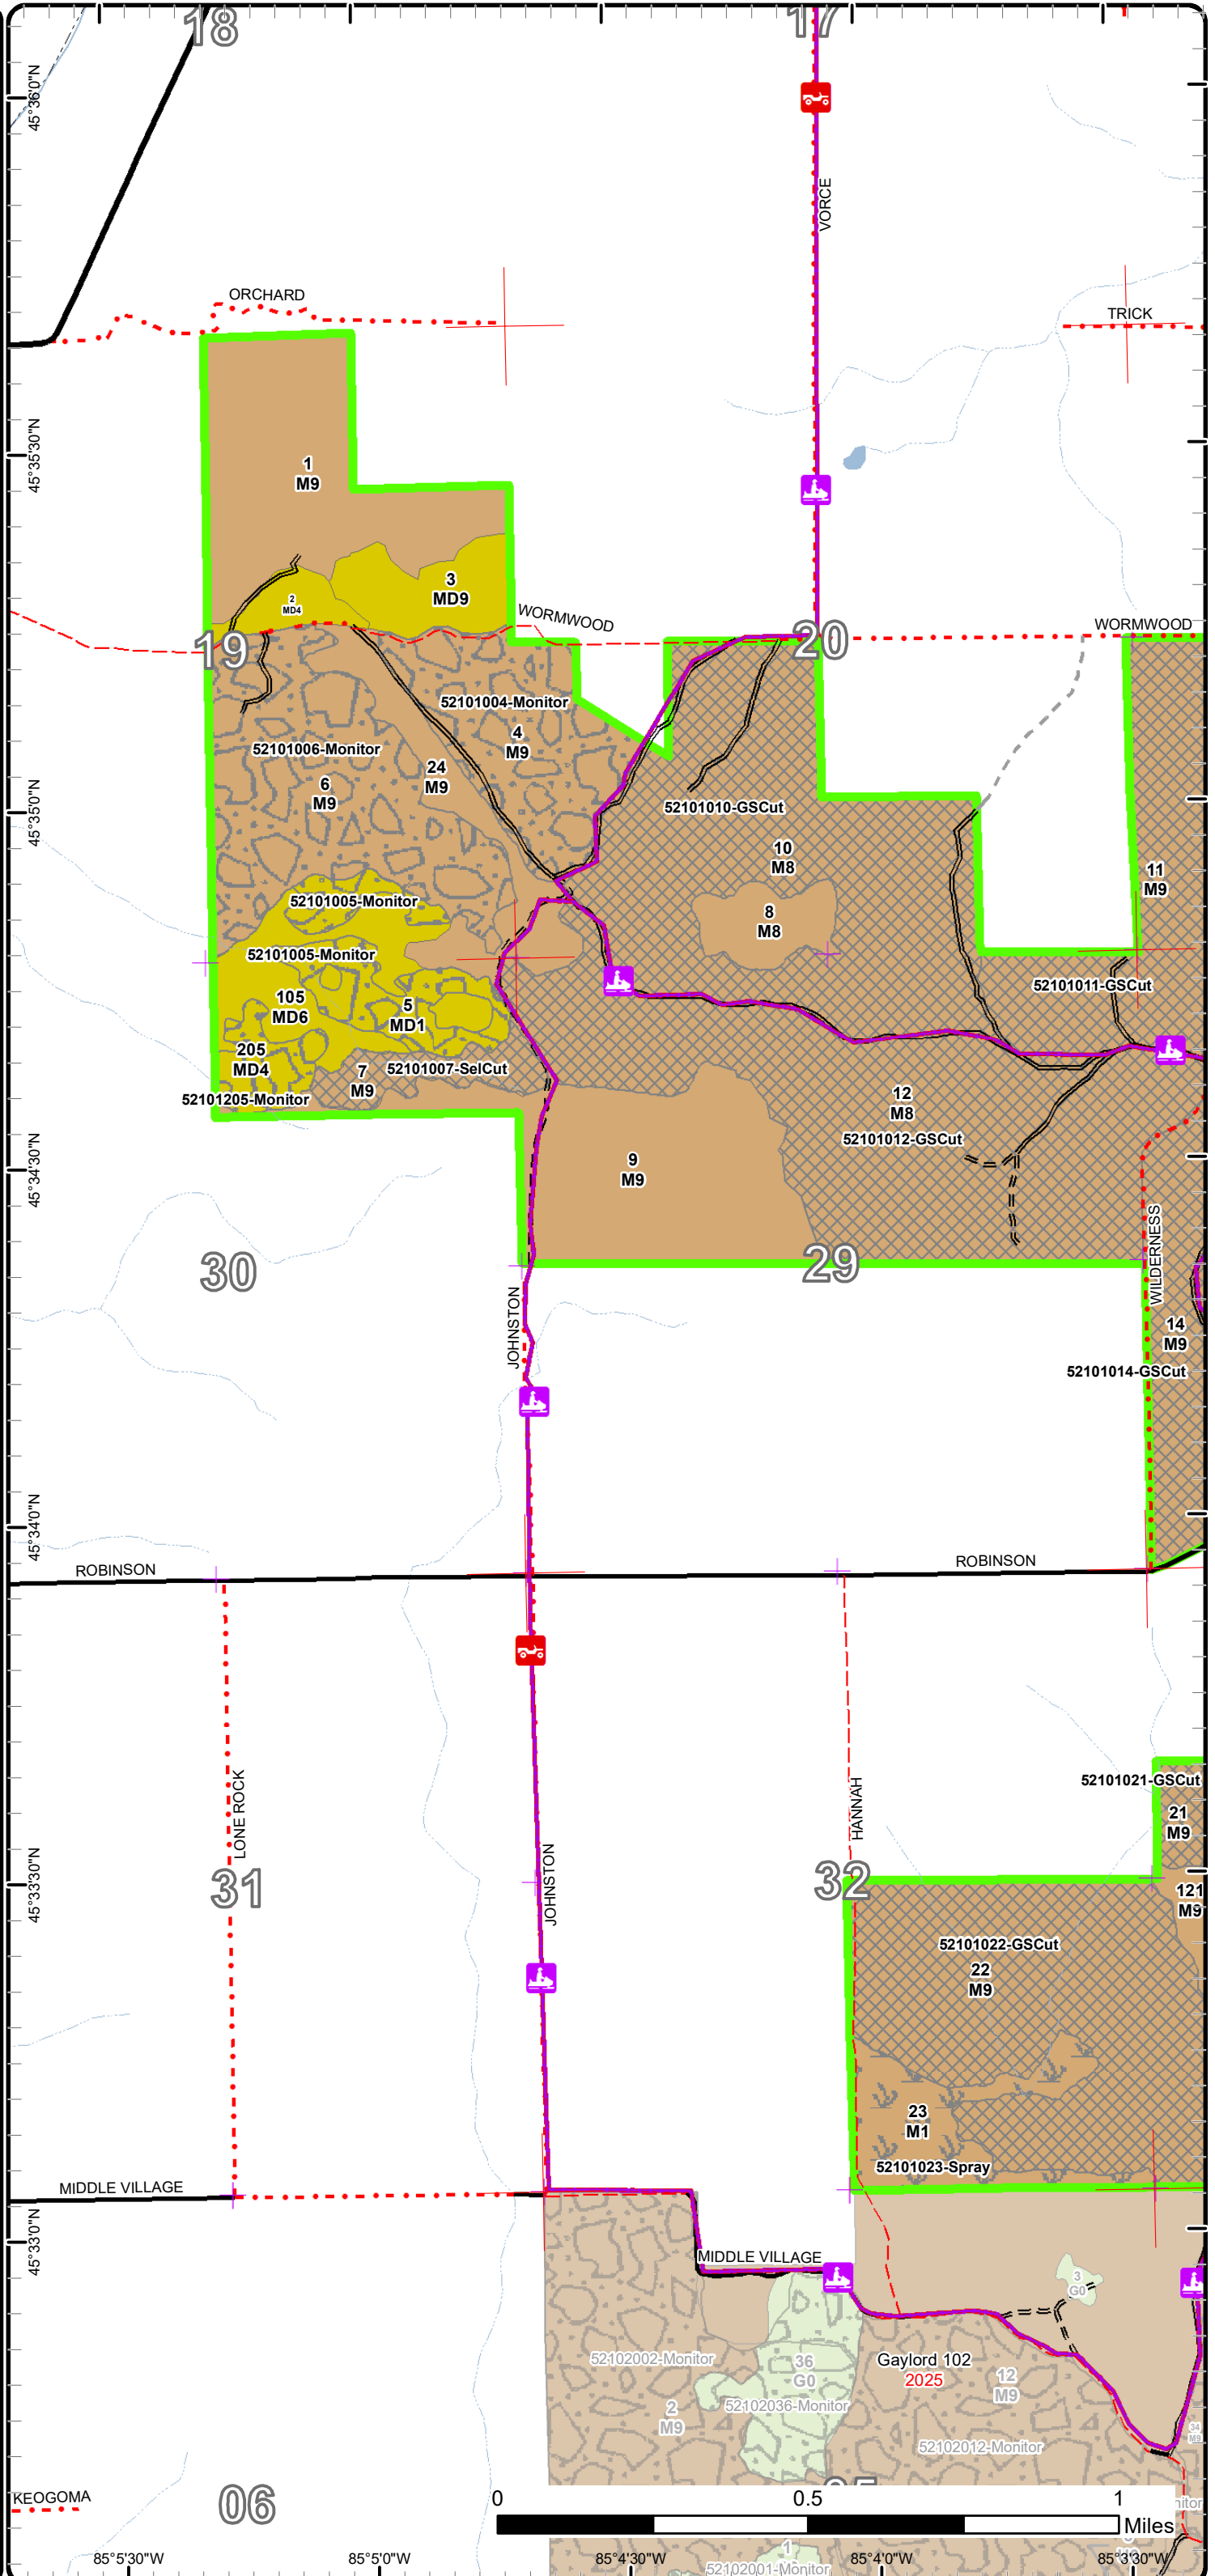 18
17
45°36'0"N
VORCE
ORCHARD
TRICK
45°35'30"N
1
M9
3
MD9
2
MD4
WORMWOOD
WORMWOOD
19
20
52101004-Monitor
4
M9
52101006-Monitor
24
M9
6
M9
52101010-GSCut
45°35'0"N
10
M8
11
M9
52101005-Monitor
8
M8
52101005-Monitor
52101011-GSCut
105
MD6
5
MD1
205
MD4
52101007-SelCut
7
M9
52101205-Monitor
12
M8
52101012-GSCut
45°34'30"N
9
M9
WILDERNESS
30
29
JOHNSTON
14
M9
52101014-GSCut
45°34'0"N
ROBINSON
ROBINSON
52101021-GSCut
21
M9
LONE ROCK
HANNAH
JOHNSTON
45°33'30"N
31
32
121
M9
52101022-GSCut
22
M9
23
M1
52101023-Spray
MIDDLE VILLAGE
45°33'0"N
MIDDLE VILLAGE
3
G0
52102002-Monitor
36
G0
Gaylord 102
2025
12
M9
52102036-Monitor
2
M9
34
M9
52102012-Monitor
KEOGOMA
06
0 0.5 1
Miles
1
52102001-Monitor
85°5'30"W 85°5'0"W 85°4'30"W 85°4'0"W 85°3'30"W